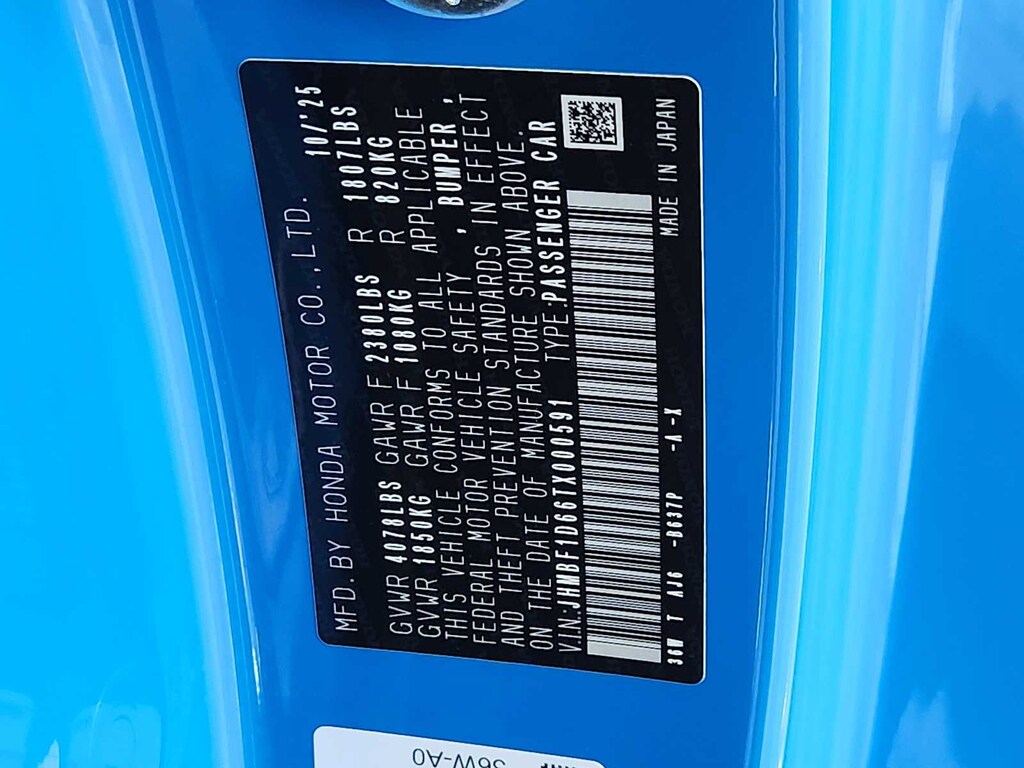 MFD. BY HONDA MOTOR CO., LTD. 10/'25
GVWR 4078LBS GAWR F 2380LBS R 1807LBS
GVWR 1850KG GAWR F 1080KG R 820KG
THIS VEHICLE CONFORMS TO ALL APPLICABLE
FEDERAL MOTOR VEHICLE SAFETY , BUMPER ,
AND THEFT PREVENTION STANDARDS IN EFFECT
ON THE DATE OF MANUFACTURE SHOWN ABOVE.
V.I.N:JHMBF1D66TX000591 TYPE:PASSENGER CAR
36W T AJ6 -B637P -A -X MADE IN JAPAN
36W-A0